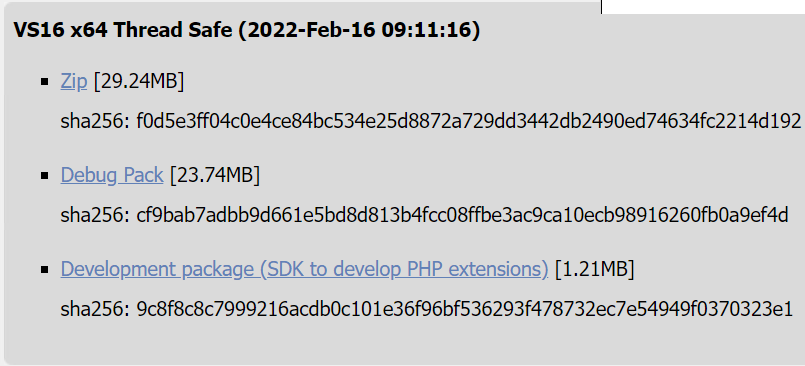 VS16 x64 Thread Safe (2022-Feb-16 09:11:16)
Zip [29.24MB]
sha256: f0d5e3ff04c0e4ce84bc534e25d8872a729dd3442db2490ed74634fc2214d192
Debug Pack [23.74MB]
sha256: cf9bab7adbb9d661e5bd8d813b4fcc08ffbe3ac9ca10ecb98916260fb0a9ef4d
Development package (SDK to develop PHP extensions) [1.21MB]
sha256: 9c8f8c8c7999216acdb0c101e36f96bf536293f478732ec7e54949f0370323e1